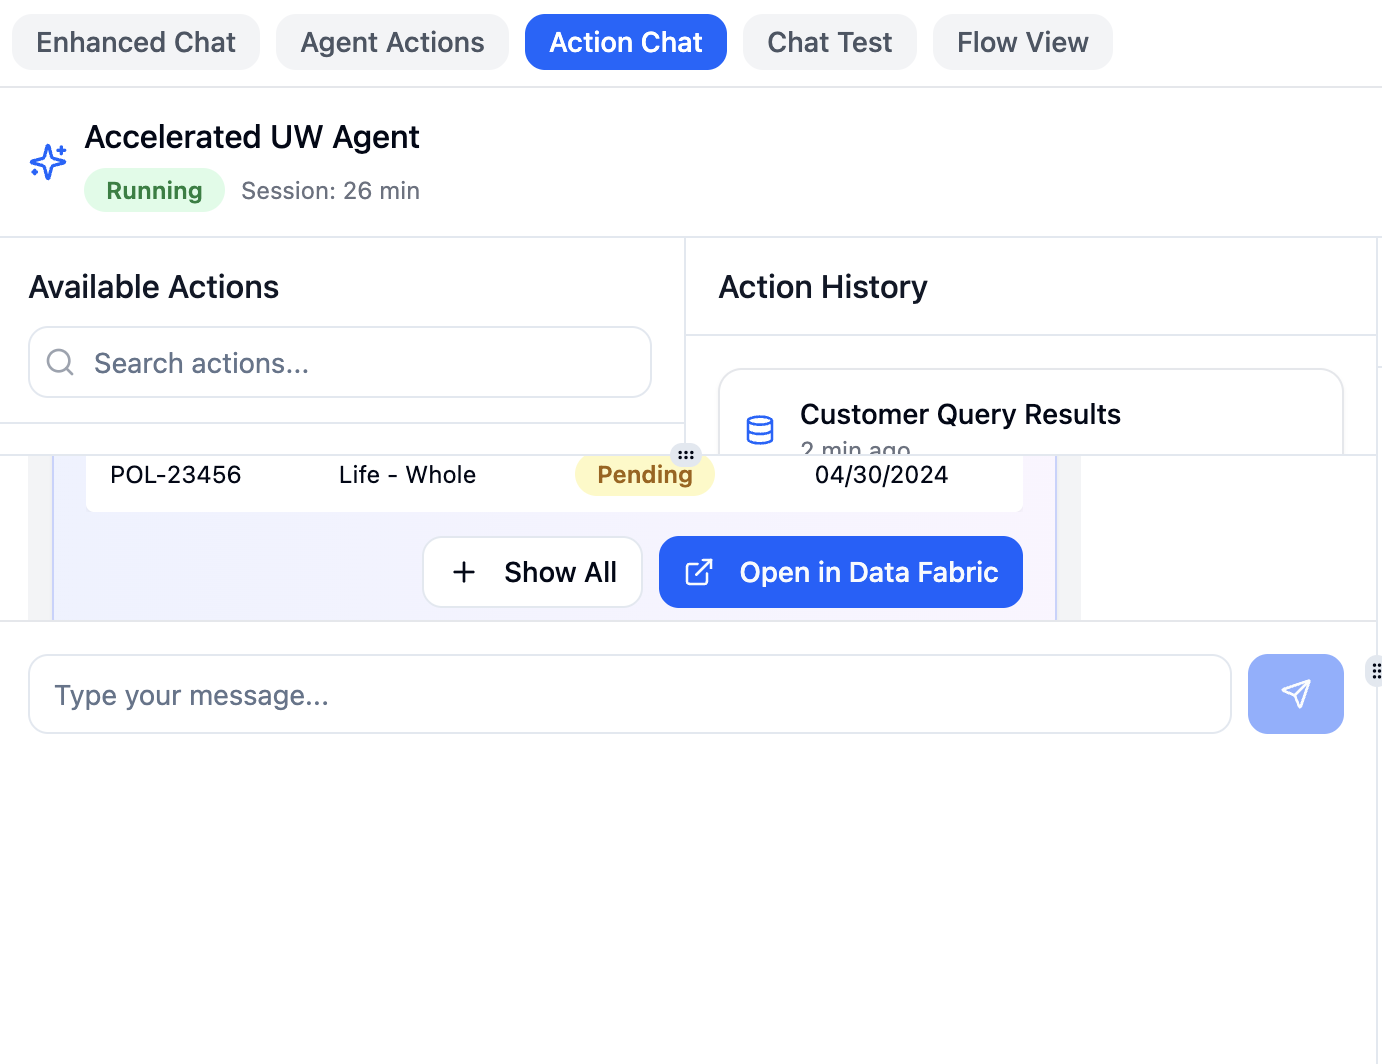 Enhanced Chat Agent Actions Action Chat Chat Test Flow View
Accelerated UW Agent
Running Session: 26 min
Available Actions
Search actions...
Action History
Customer Query Results
2 min ago
POL-23456 Life - Whole Pending 04/30/2024
Show All Open in Data Fabric
Type your message...